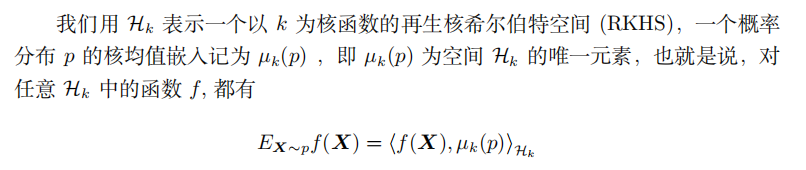 我们用 $\mathcal{H}_k$ 表示一个以 $k$ 为核函数的再生核希尔伯特空间 (RKHS)，一个概率
分布 $p$ 的核均值嵌入记为 $\mu_k(p)$ ，即 $\mu_k(p)$ 为空间 $\mathcal{H}_k$ 的唯一元素，也就是说，对
任意 $\mathcal{H}_k$ 中的函数 $f$, 都有
$E_{\boldsymbol{X}\sim p}f(\boldsymbol{X}) = \langle f(\boldsymbol{X}), \mu_k(p)\rangle_{\mathcal{H}_k}$